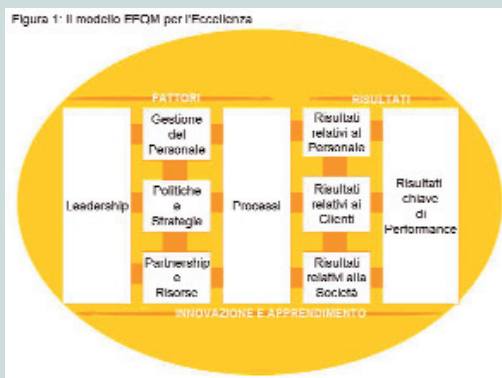 Figura 1: Il modello EFQM per l'Eccellenza
FATTORI
RISULTATI
Leadership
Gestione
del
Personale
Politiche
e
Strategie
Partnership
e
Risorse
Processi
Risultati
relativi al
Personale
Risultati
relativi ai
Clienti
Risultati
relativi alla
Società
Risultati
chiave
di
Performance
INNOVAZIONE E APPRENDIMENTO